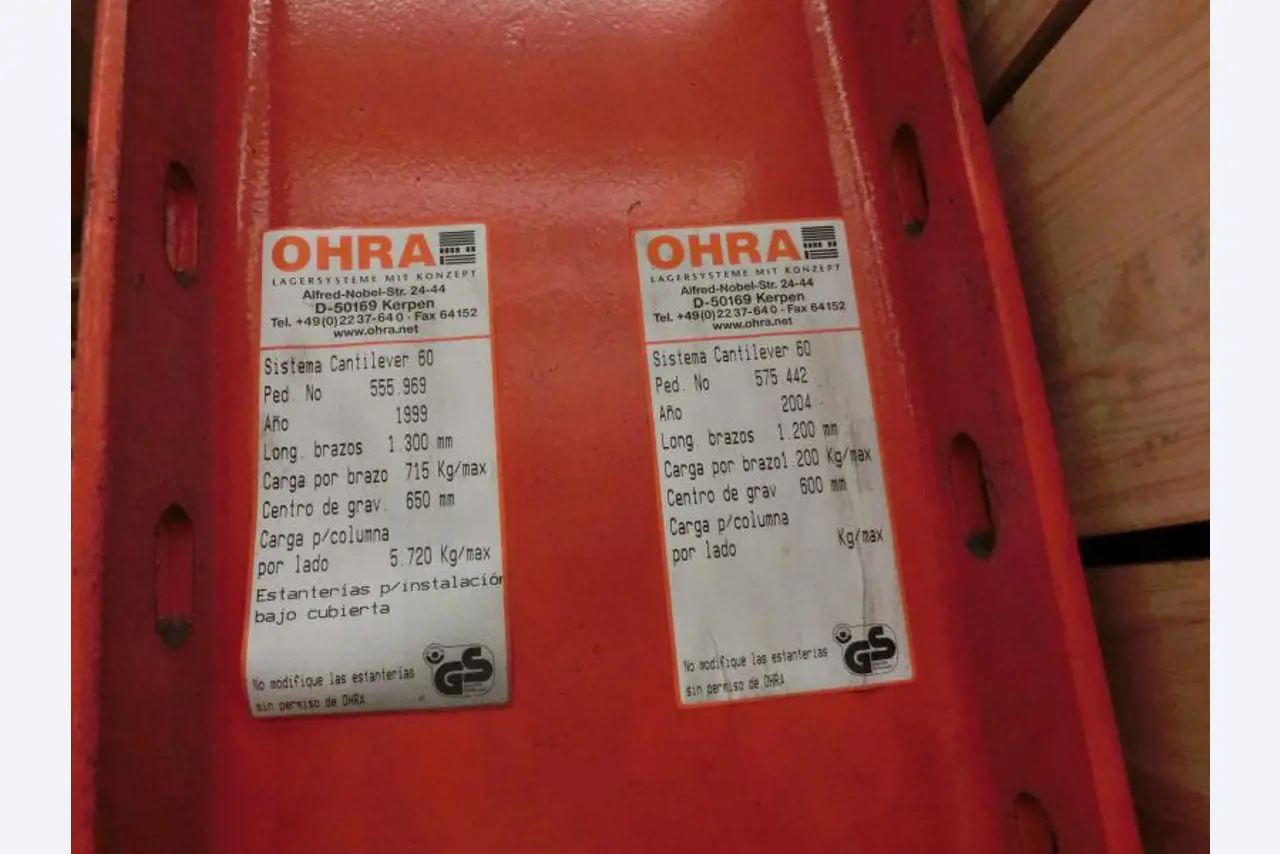 OHRA
LAGERSYSTEME MIT KONZEPT
Alfred-Nobel-Str. 24-44
D-50169 Kerpen
Tel. +49(0)2237-640 · Fax 64152
www.ohra.net
Sistema Cantilever 60
Ped. No 555.969
Año 1999
Long. brazos 1.300 mm
Carga por brazo 715 Kg/max
Centro de grav. 650 mm
Carga p/columna
por lado 5.720 Kg/max
Estanterías p/instalación
bajo cubierta
No modifique las estanterías
sin permiso de OHRA
GS
OHRA
LAGERSYSTEME MIT KONZEPT
Alfred-Nobel-Str. 24-44
D-50169 Kerpen
Tel. +49(0)2237-640 · Fax 64152
www.ohra.net
Sistema Cantilever 60
Ped. No 575.442
Año 2004
Long. brazos 1.200 mm
Carga por brazo1.200 Kg/max
Centro de grav. 600 mm
Carga p/columna
por lado Kg/max
No modifique las estanterías
sin permiso de OHRA
GS